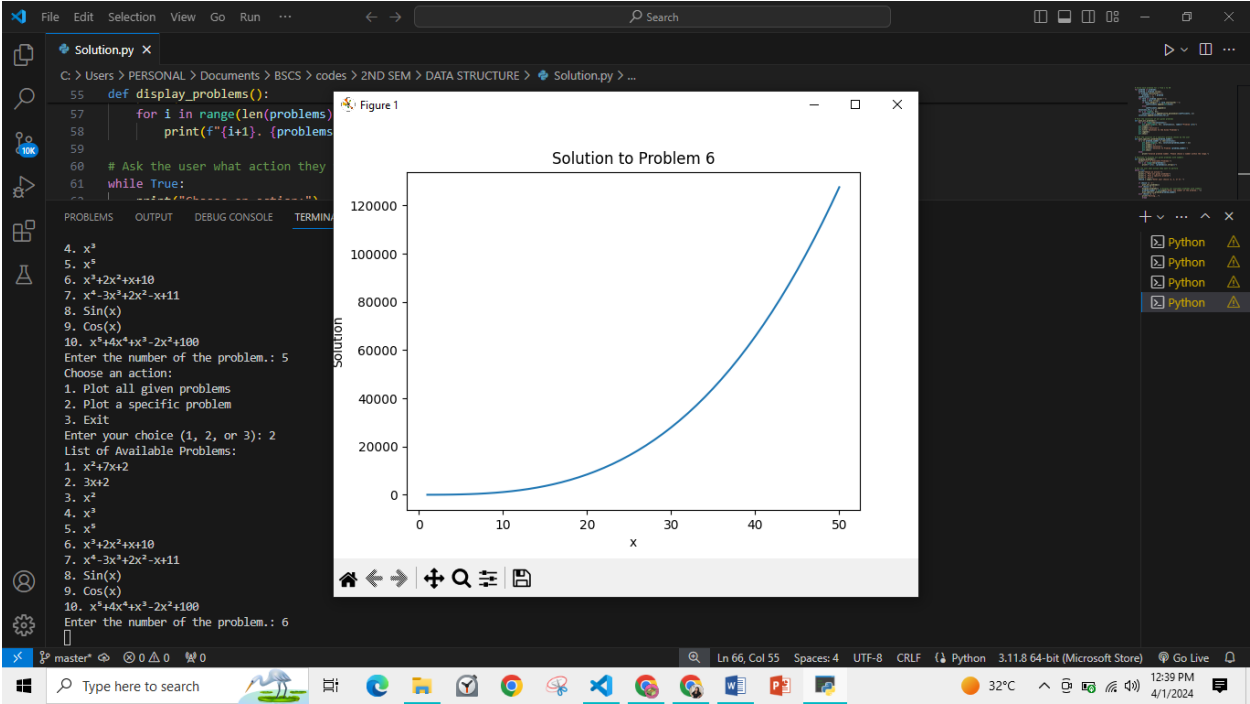 File Edit Selection View Go Run ···
Search
Solution.py
C: > Users > PERSONAL > Documents > BSCS > codes > 2ND SEM > DATA STRUCTURE > Solution.py > ...
55 def display_problems():
57 for i in range(len(problems)
58 print(f"{i+1}. {problems
59
60 # Ask the user what action they
61 while True:
PROBLEMS OUTPUT DEBUG CONSOLE TERMINA
4. x³
5. x⁵
6. x³+2x²+x+10
7. x⁴-3x³+2x²-x+11
8. Sin(x)
9. Cos(x)
10. x⁵+4x⁴+x³-2x²+100
Enter the number of the problem.: 5
Choose an action:
1. Plot all given problems
2. Plot a specific problem
3. Exit
Enter your choice (1, 2, or 3): 2
List of Available Problems:
1. x²+7x+2
2. 3x+2
3. x²
4. x³
5. x⁵
6. x³+2x²+x+10
7. x⁴-3x³+2x²-x+11
8. Sin(x)
9. Cos(x)
10. x⁵+4x⁴+x³-2x²+100
Enter the number of the problem.: 6
Figure 1
Solution to Problem 6
120000
100000
80000
60000
40000
20000
0
Solution
0 10 20 30 40 50
x
Python
Python
Python
Python
10K
master* 0 0 0
Ln 66, Col 55 Spaces: 4 UTF-8 CRLF Python 3.11.8 64-bit (Microsoft Store) Go Live
Type here to search
32°C
12:39 PM
4/1/2024